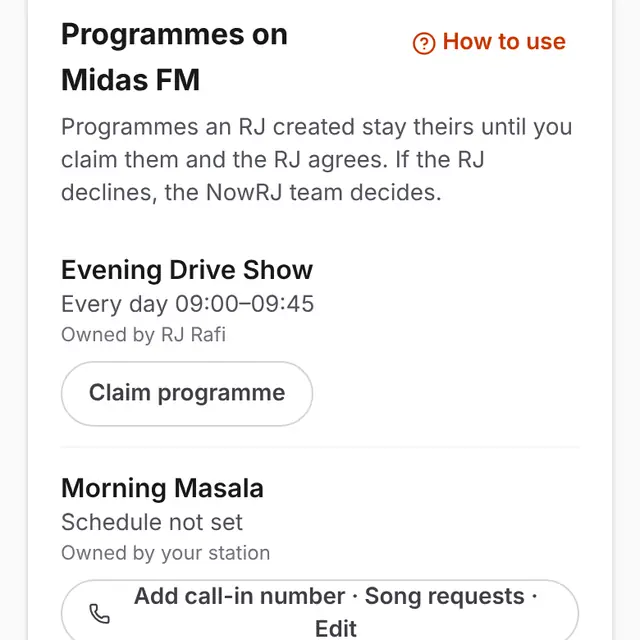 Programmes on
How to use
Midas FM
Programmes an RJ created stay theirs until you
claim them and the RJ agrees. If the RJ
declines, the NowRJ team decides.
Evening Drive Show
Every day 09:00–09:45
Owned by RJ Rafi
Claim programme
Morning Masala
Schedule not set
Owned by your station
Add call-in number · Song requests ·
Edit